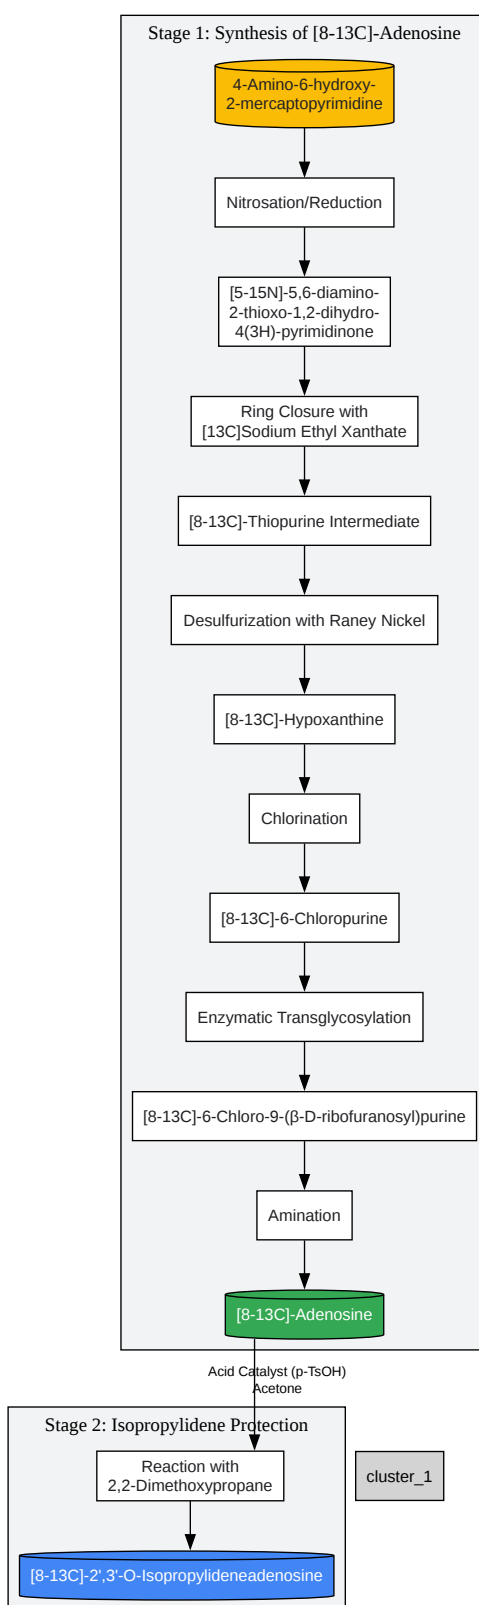 Stage 1: Synthesis of [8-13C]-Adenosine
4-Amino-6-hydroxy-
2-mercaptopyrimidine
Nitrosation/Reduction
[5-15N]-5,6-diamino-
2-thioxo-1,2-dihydro-
4(3H)-pyrimidinone
Ring Closure with
[13C]Sodium Ethyl Xanthate
[8-13C]-Thiopurine Intermediate
Desulfurization with Raney Nickel
[8-13C]-Hypoxanthine
Chlorination
[8-13C]-6-Chloropurine
Enzymatic Transglycosylation
[8-13C]-6-Chloro-9-(β-D-ribofuranosyl)purine
Amination
[8-13C]-Adenosine
Acid Catalyst (p-TsOH)
Acetone
Stage 2: Isopropylidene Protection
Reaction with
2,2-Dimethoxypropane
cluster_1
[8-13C]-2',3'-O-Isopropylideneadenosine